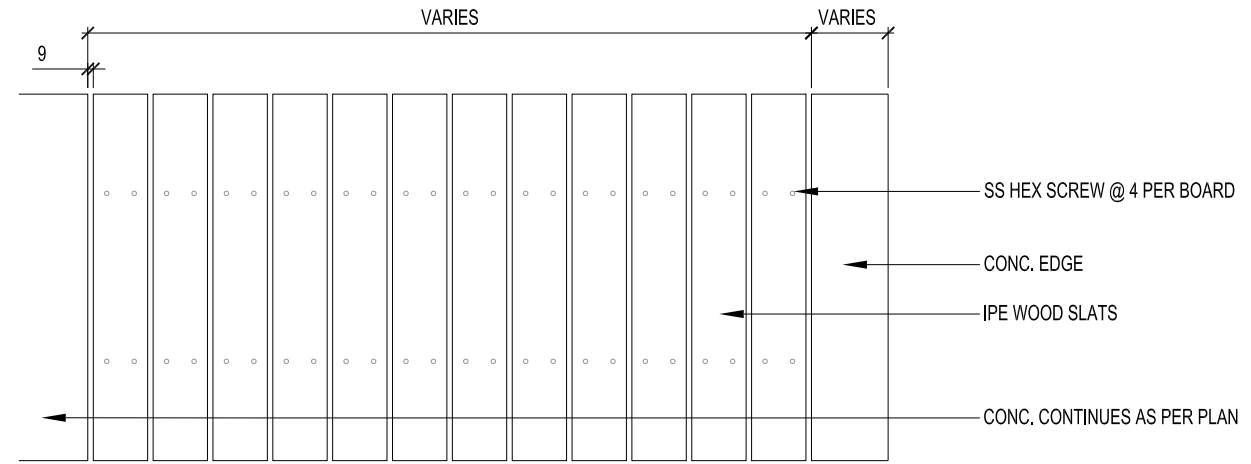 VARIES
VARIES
9
SS HEX SCREW @ 4 PER BOARD
CONC. EDGE
IPE WOOD SLATS
CONC. CONTINUES AS PER PLAN